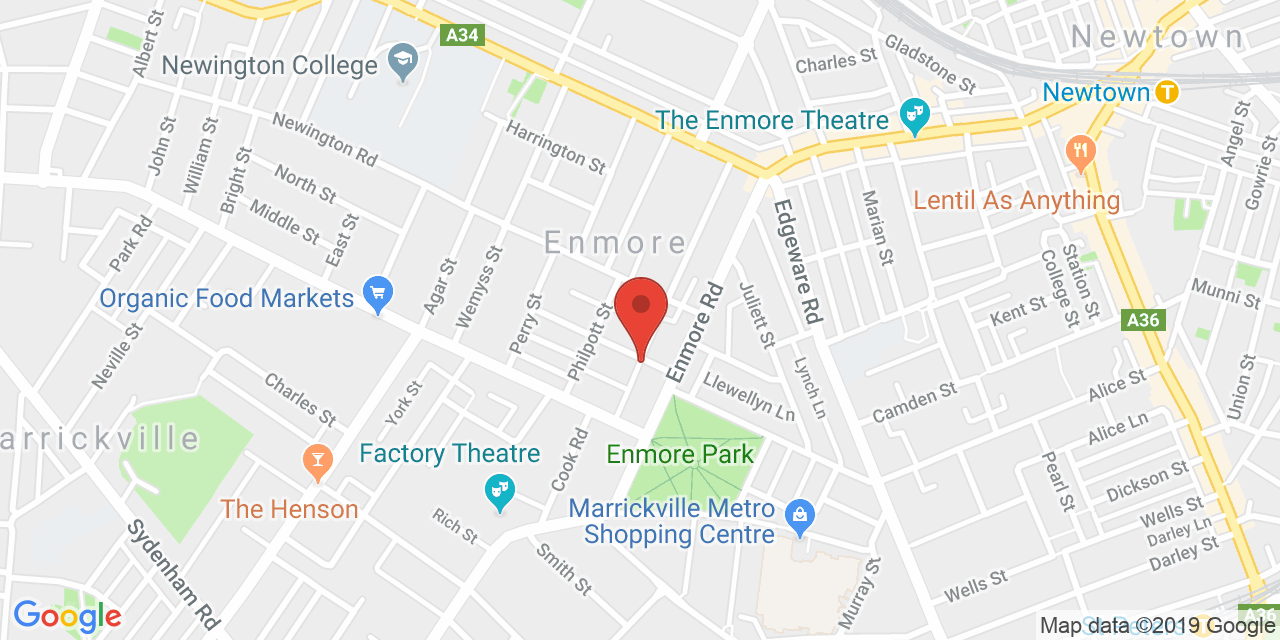 Albert St
A34
Newtown
Newington College
Charles St
Gladstone St
Newtown
T
The Enmore Theatre
Angel St
Gowrie St
John St
William St
Newington Rd
Harrington St
Bright St
North St
Middle St
East St
Park Rd
Enmore
Edgeware Rd
Marian St
Lentil As Anything
Station St
College St
Munni St
Organic Food Markets
Agar St
Wemyss St
Perry St
Philpott St
Enmore Rd
Juliett St
Kent St
A36
Neville St
Charles St
York St
Llewellyn Ln
Lynch Ln
Camden St
Alice St
Union St
Alice Ln
arrickville
Factory Theatre
Cook Rd
Enmore Park
Pearl St
Dickson St
The Henson
Rich St
Marrickville Metro
Shopping Centre
Wells St
Darley Ln
Darley St
Sydenham Rd
Smith St
Murray St
Wells St
Google
A36
Map data ©2019 Google